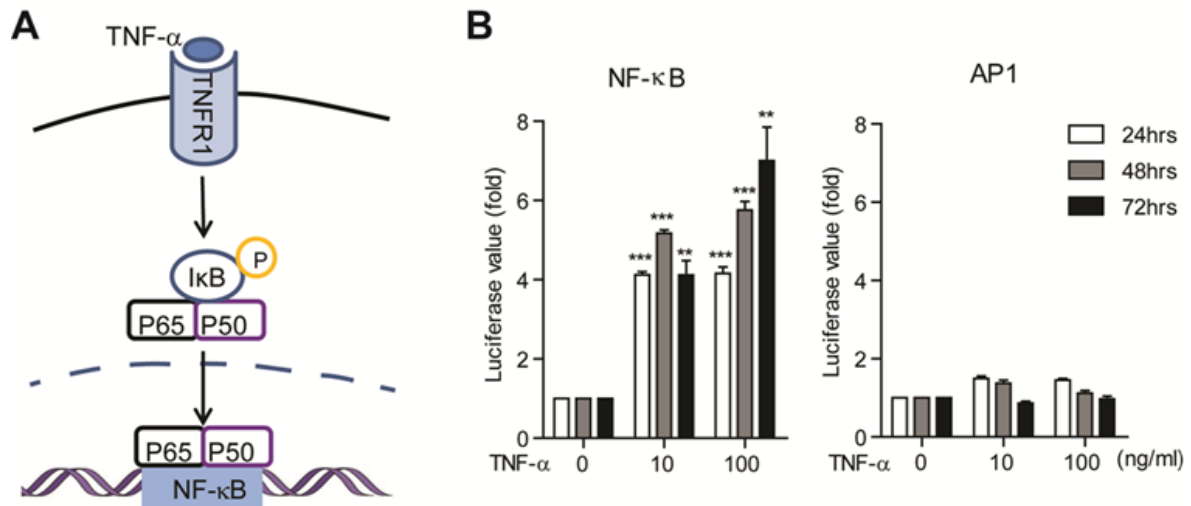 A
TNF-α
TNFR1
IκB
P
P65 P50
P65 P50
NF-κB
B
NF-κB
Luciferase value (fold)
8
6
4
2
0
***
***
**
***
***
**
TNF-α 0 10 100
AP1
Luciferase value (fold)
8
6
4
2
0
24hrs
48hrs
72hrs
TNF-α 0 10 100 (ng/ml)